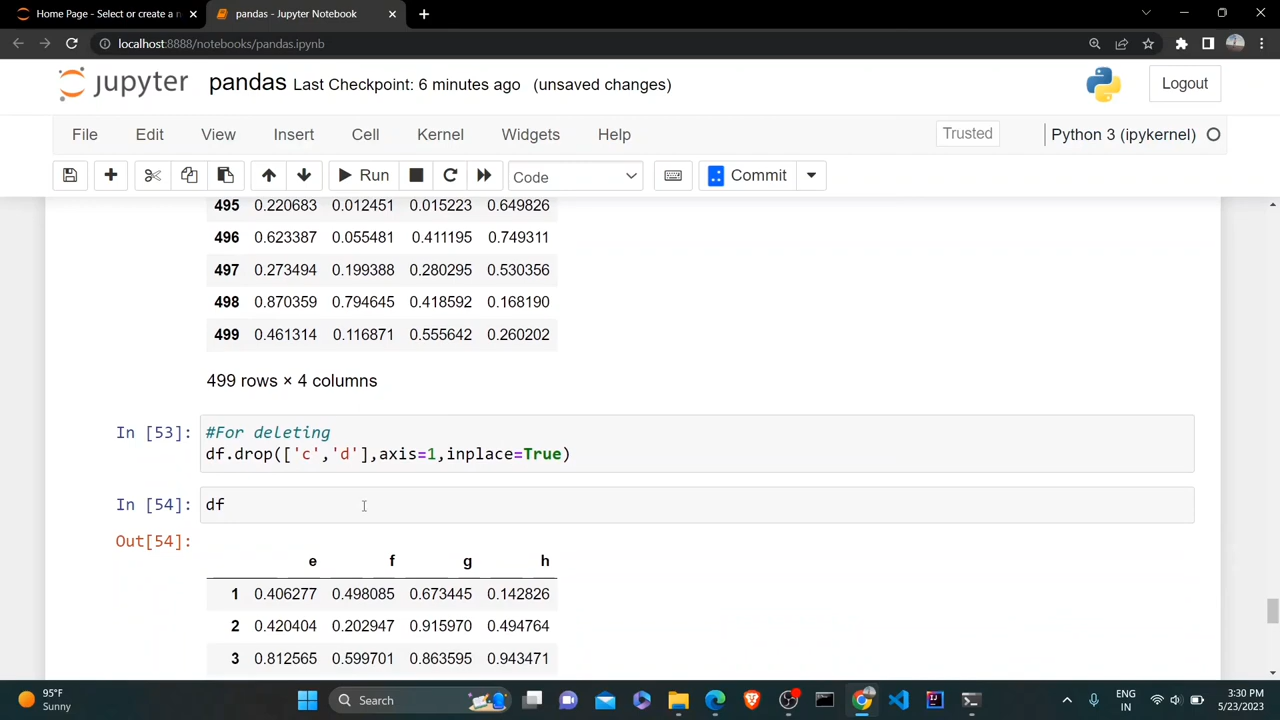 Home Page - Select or create a n
pandas - Jupyter Notebook
localhost:8888/notebooks/pandas.ipynb
jupyter pandas Last Checkpoint: 6 minutes ago (unsaved changes) Logout
File Edit View Insert Cell Kernel Widgets Help Trusted Python 3 (ipykernel)
Run Code Commit
495 0.220683 0.012451 0.015223 0.649826
496 0.623387 0.055481 0.411195 0.749311
497 0.273494 0.199388 0.280295 0.530356
498 0.870359 0.794645 0.418592 0.168190
499 0.461314 0.116871 0.555642 0.260202
499 rows × 4 columns
In [53]: #For deleting
df.drop(['c','d'],axis=1,inplace=True)
In [54]: df
Out[54]:
e f g h
1 0.406277 0.498085 0.673445 0.142826
2 0.420404 0.202947 0.915970 0.494764
3 0.812565 0.599701 0.863595 0.943471
95°F
Sunny
Search
ENG
IN
3:30 PM
5/23/2023